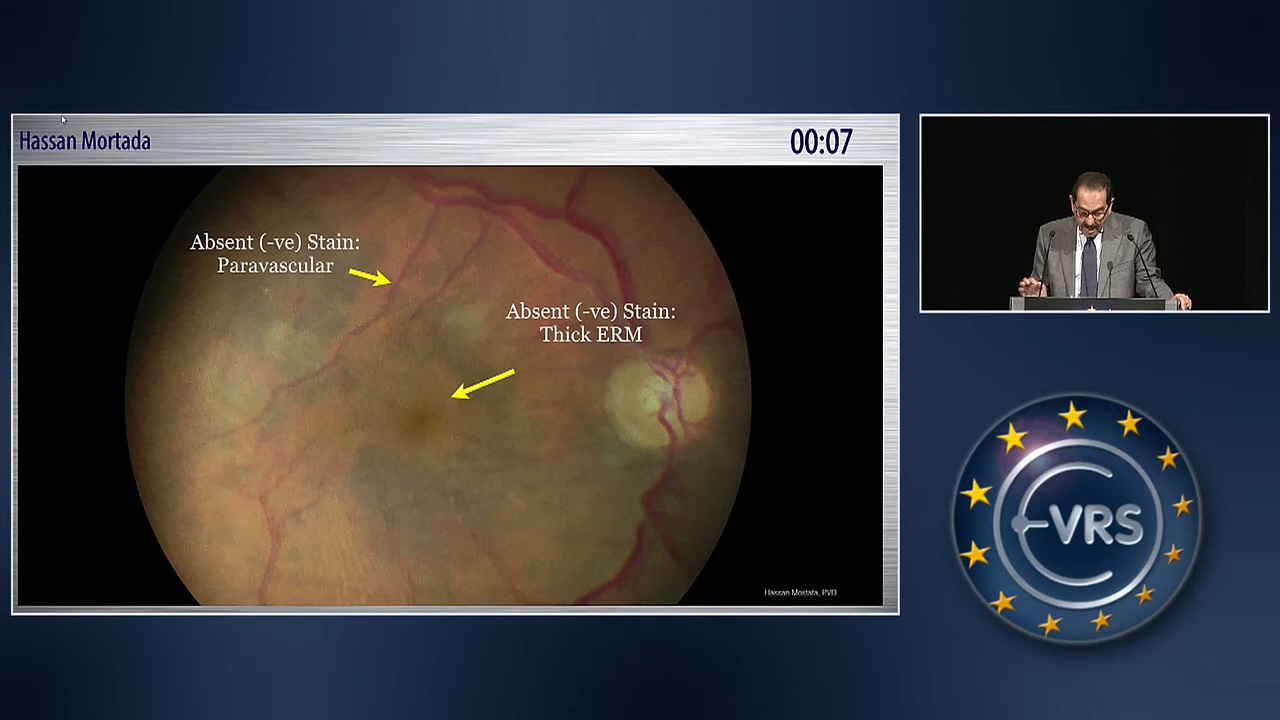 Hassan Mortada
00:07
Absent (-ve) Stain:
Paravascular
Absent (-ve) Stain:
Thick ERM
Hassan Mostafa, PVD
E-VRS